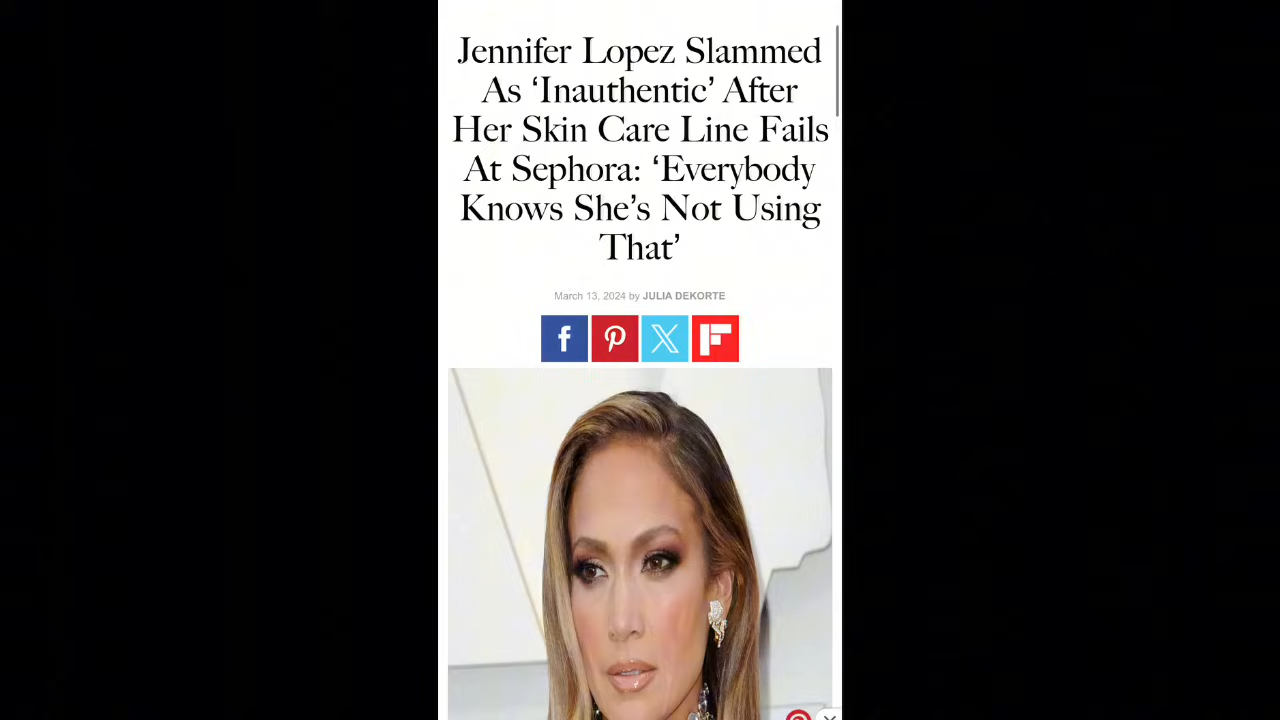 Jennifer Lopez Slammed
As ‘Inauthentic’ After
Her Skin Care Line Fails
At Sephora: ‘Everybody
Knows She’s Not Using
That’
March 13, 2024 by JULIA DEKORTE